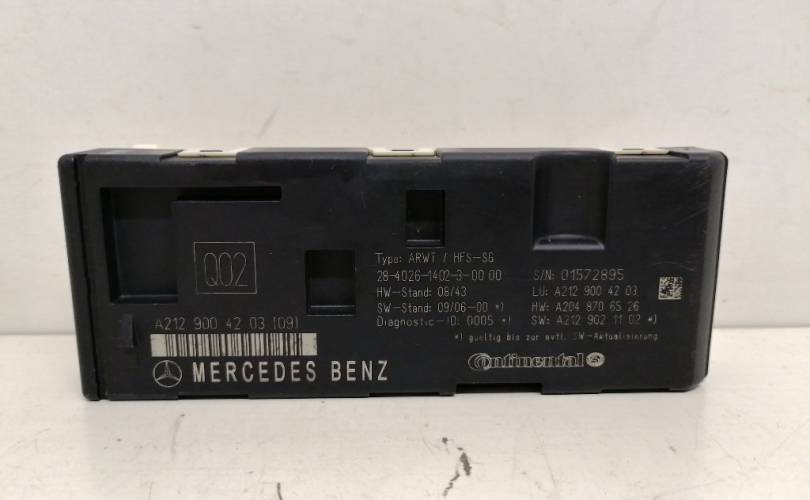 Q02
A212 900 42 03 (09)
MERCEDES BENZ
Type: ARWT / HFS-SG
28-4026-1402-3-00 00
HW-Stand: 08/43
SW-Stand: 09/06-00 *)
Diagnostic-ID: 0005 *)
S/N: 01572895
LU: A212 900 42 03
HW: A204 870 65 26
SW: A212 902 11 02 *)
*) gueltig bis zur evtl. SW-Aktualisierung
Continental